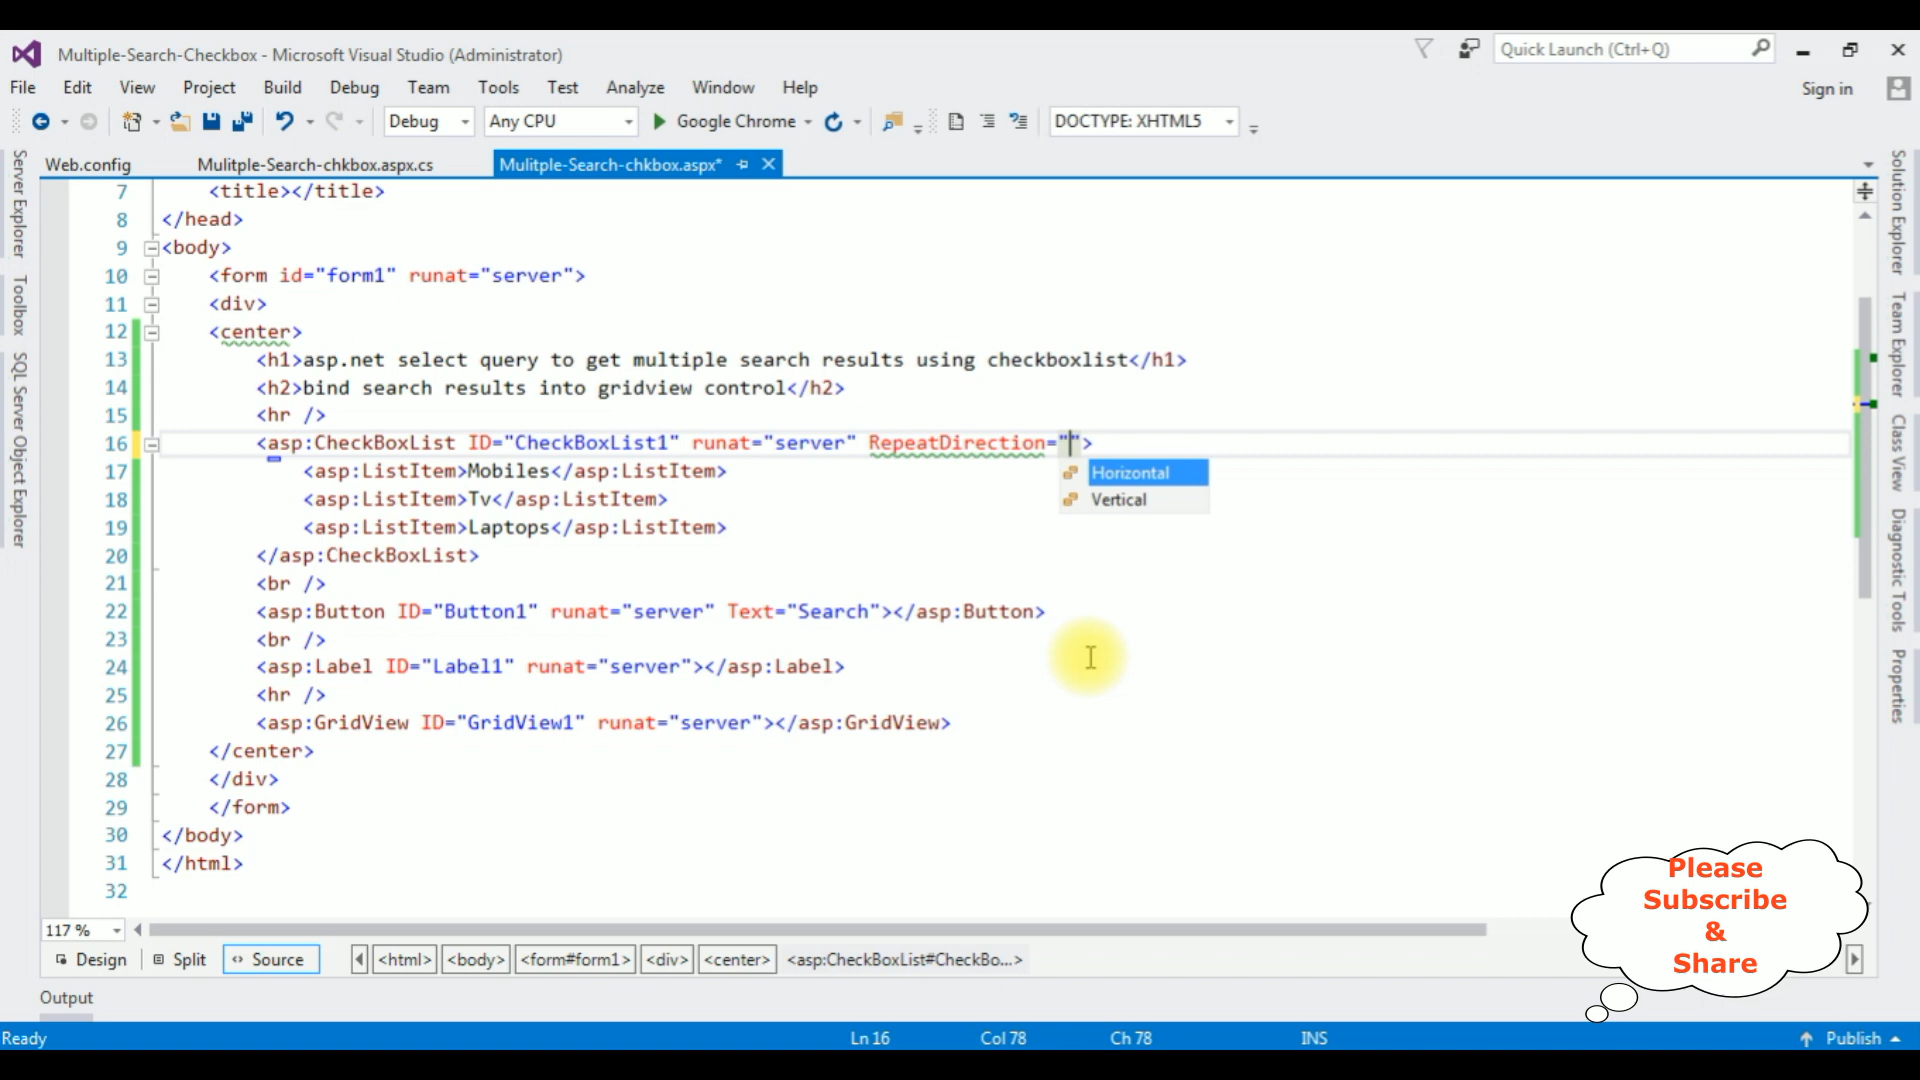 Multiple-Search-Checkbox - Microsoft Visual Studio (Administrator)
Quick Launch (Ctrl+Q)
File Edit View Project Build Debug Team Tools Test Analyze Window Help
Sign in
Debug Any CPU Google Chrome DOCTYPE: XHTML5
Web.config Mulitple-Search-chkbox.aspx.cs Mulitple-Search-chkbox.aspx*
7 <title></title>
8 </head>
9 <body>
10 <form id="form1" runat="server">
11 <div>
12 <center>
13 <h1>asp.net select query to get multiple search results using checkboxlist</h1>
14 <h2>bind search results into gridview control</h2>
15 <hr />
16 <asp:CheckBoxList ID="CheckBoxList1" runat="server" RepeatDirection="">
Horizontal
Vertical
17 <asp:ListItem>Mobiles</asp:ListItem>
18 <asp:ListItem>Tv</asp:ListItem>
19 <asp:ListItem>Laptops</asp:ListItem>
20 </asp:CheckBoxList>
21 <br />
22 <asp:Button ID="Button1" runat="server" Text="Search"></asp:Button>
23 <br />
24 <asp:Label ID="Label1" runat="server"></asp:Label>
25 <hr />
26 <asp:GridView ID="GridView1" runat="server"></asp:GridView>
27 </center>
28 </div>
29 </form>
30 </body>
31 </html>
32
Server Explorer
Toolbox
SQL Server Object Explorer
Solution Explorer
Team Explorer
Class View
Diagnostic Tools
Properties
Please
Subscribe
&
Share
117 %
Design Split Source <html> <body> <form#form1> <div> <center> <asp:CheckBoxList#CheckBo...>
Output
Ready Ln 16 Col 78 Ch 78 INS Publish